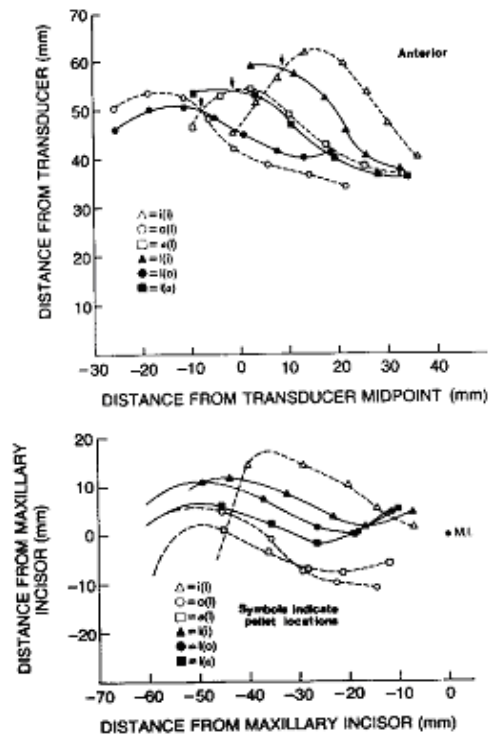 DISTANCE FROM TRANSDUCER (mm)
70
60
50
40
30
20
10
Anterior
△ = i(l)
○ = o(l)
□ = a(l)
▲ = l(i)
● = l(o)
■ = l(a)
-30 -20 -10 0 10 20 30 40
DISTANCE FROM TRANSDUCER MIDPOINT (mm)
DISTANCE FROM MAXILLARY
INCISOR (mm)
20
10
0
-10
-20
M.I.
△ = i(l)
○ = o(l)
□ = a(l)
▲ = l(i)
● = l(o)
■ = l(a)
Symbols indicate
pellet locations
-70 -60 -50 -40 -30 -20 -10 0 10
DISTANCE FROM MAXILLARY INCISOR (mm)